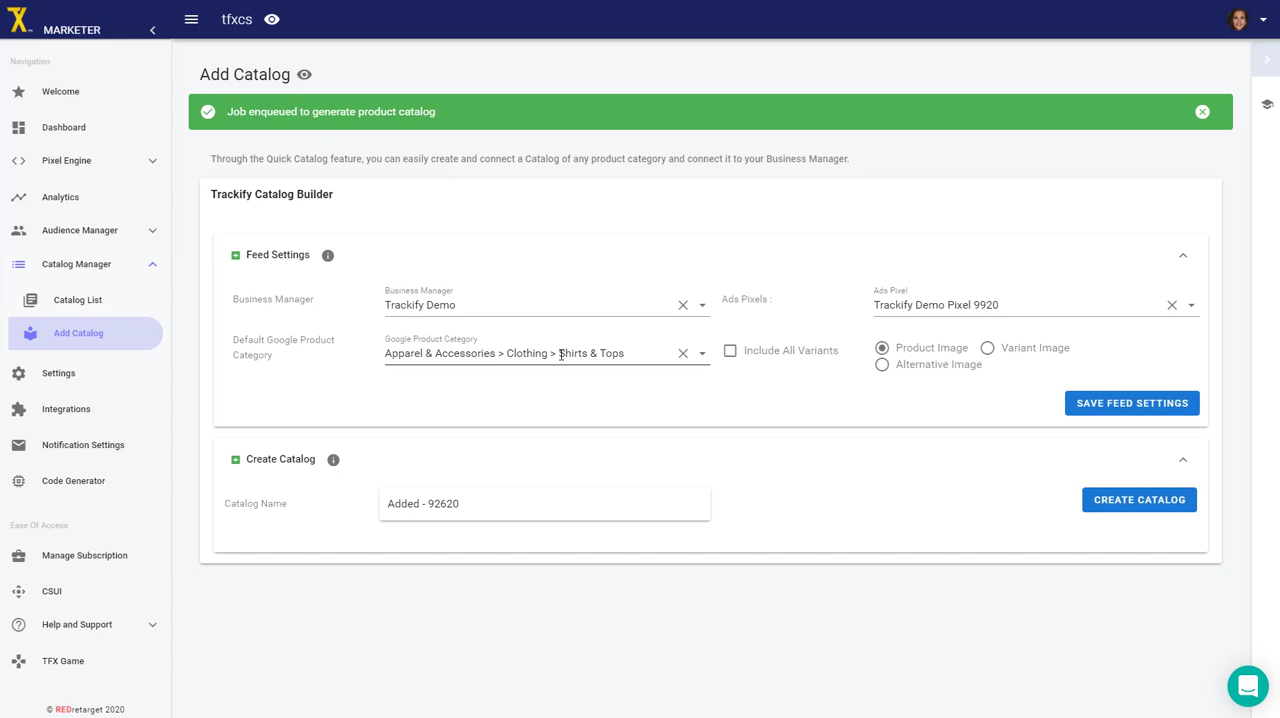 MARKETER
tfxcs
Navigation
Welcome
Dashboard
Pixel Engine
Analytics
Audience Manager
Catalog Manager
Catalog List
Add Catalog
Settings
Integrations
Notification Settings
Code Generator
Ease Of Access
Manage Subscription
CSUI
Help and Support
TFX Game
© REDretarget 2020
Add Catalog
Job enqueued to generate product catalog
Through the Quick Catalog feature, you can easily create and connect a Catalog of any product category and connect it to your Business Manager.
Trackify Catalog Builder
Feed Settings
Business Manager
Business Manager
Trackify Demo
Ads Pixels :
Ads Pixel
Trackify Demo Pixel 9920
Default Google Product
Category
Google Product Category
Apparel & Accessories > Clothing > Shirts & Tops
Include All Variants
Product Image
Variant Image
Alternative Image
SAVE FEED SETTINGS
Create Catalog
Catalog Name
Added - 92620
CREATE CATALOG